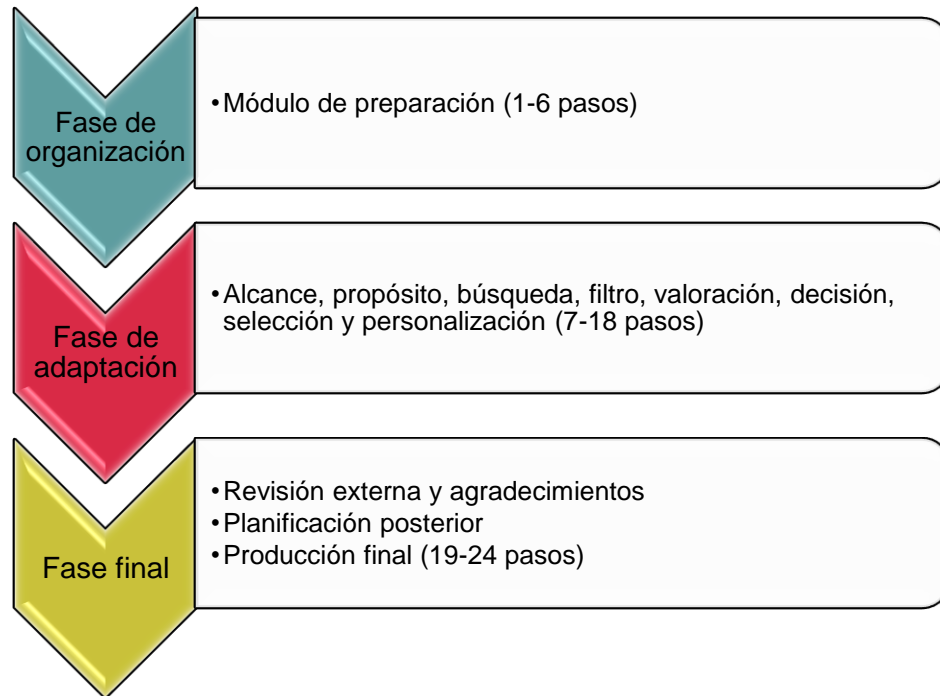 Fase de
organización
•Módulo de preparación (1-6 pasos)
Fase de
adaptación
•Alcance, propósito, búsqueda, filtro, valoración, decisión,
selección y personalización (7-18 pasos)
Fase final
•Revisión externa y agradecimientos
•Planificación posterior
•Producción final (19-24 pasos)